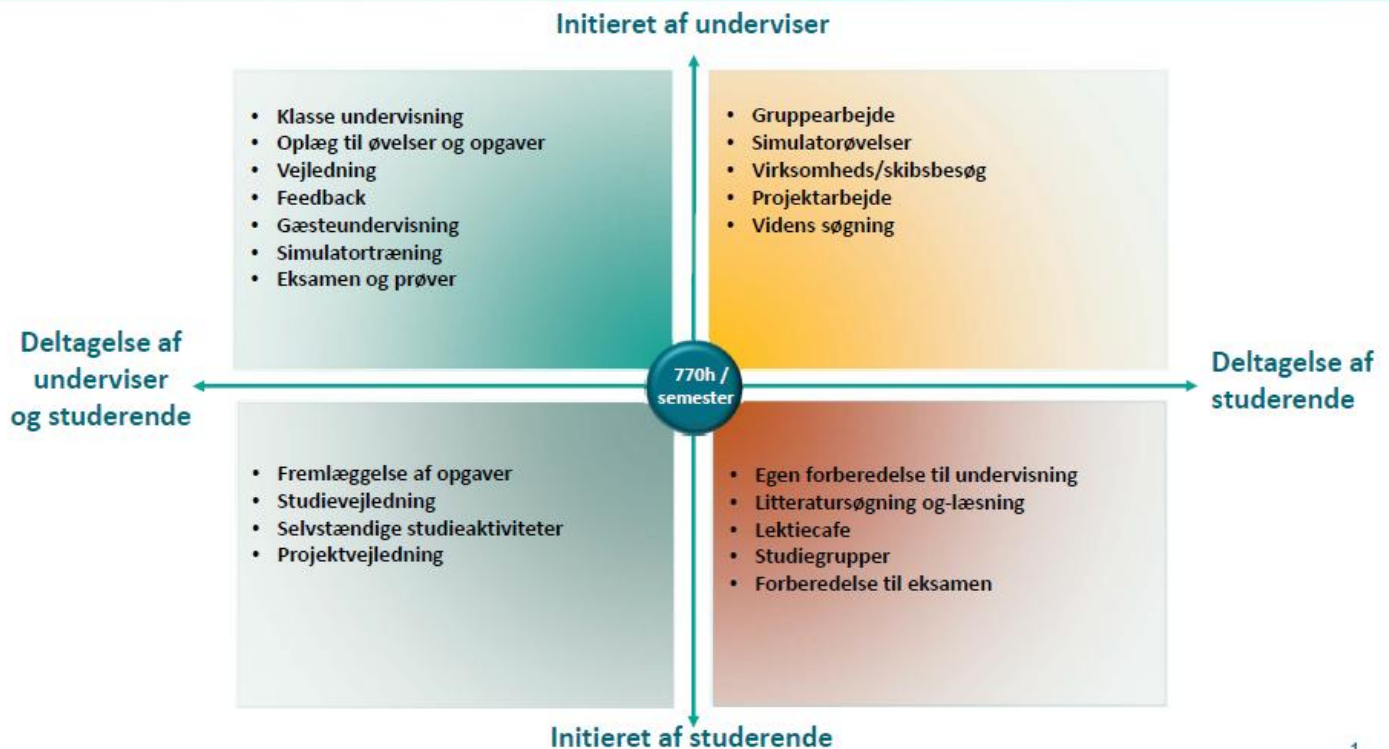 Initieret af underviser
• Klasse undervisning
• Oplæg til øvelser og opgaver
• Vejledning
• Feedback
• Gæsteundervisning
• Simulatortræning
• Eksamen og prøver
• Gruppearbejde
• Simulatorøvelser
• Virksomheds/skibsbesøg
• Projektarbejde
• Videns søgning
Deltagelse af
underviser
og studerende
770h /
semester
Deltagelse af
studerende
• Fremlæggelse af opgaver
• Studievejledning
• Selvstændige studieaktiviteter
• Projektvejledning
• Egen forberedelse til undervisning
• Litteratursøgning og-læsning
• Lektiecafe
• Studiegrupper
• Forberedelse til eksamen
Initieret af studerende
1